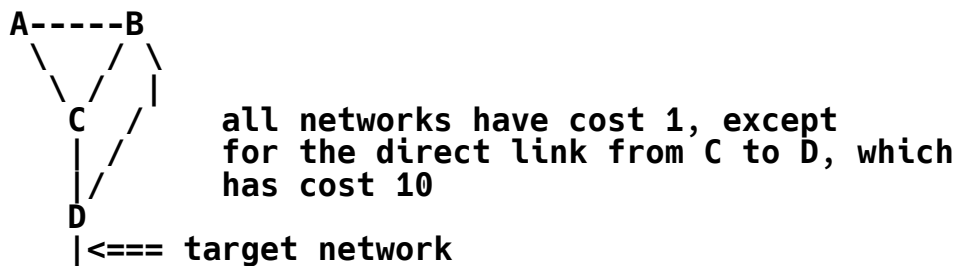 A-----B
 \   / \
  \ /  |
   C  /    all networks have cost 1, except
   | /     for the direct link from C to D, which
   |/      has cost 10
   D
   |<=== target network